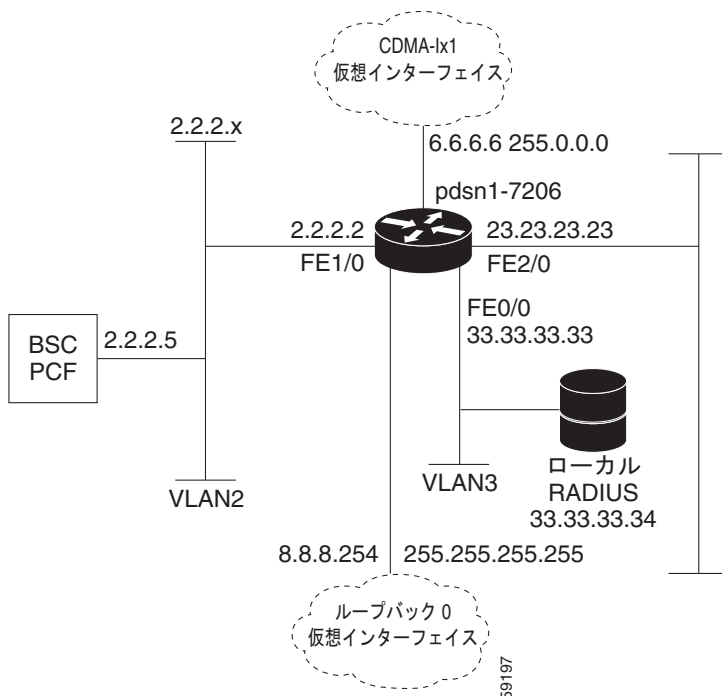 CDMA-Ix1
仮想インターフェイス
2.2.2.x
6.6.6.6 255.0.0.0
pdsn1-7206
2.2.2.2
23.23.23.23
FE1/0
FE2/0
FE0/0
33.33.33.33
BSC
PCF
2.2.2.5
VLAN2
VLAN3
ローカル
RADIUS
33.33.33.34
8.8.8.254
255.255.255.255
ループバック 0
仮想インターフェイス
59197